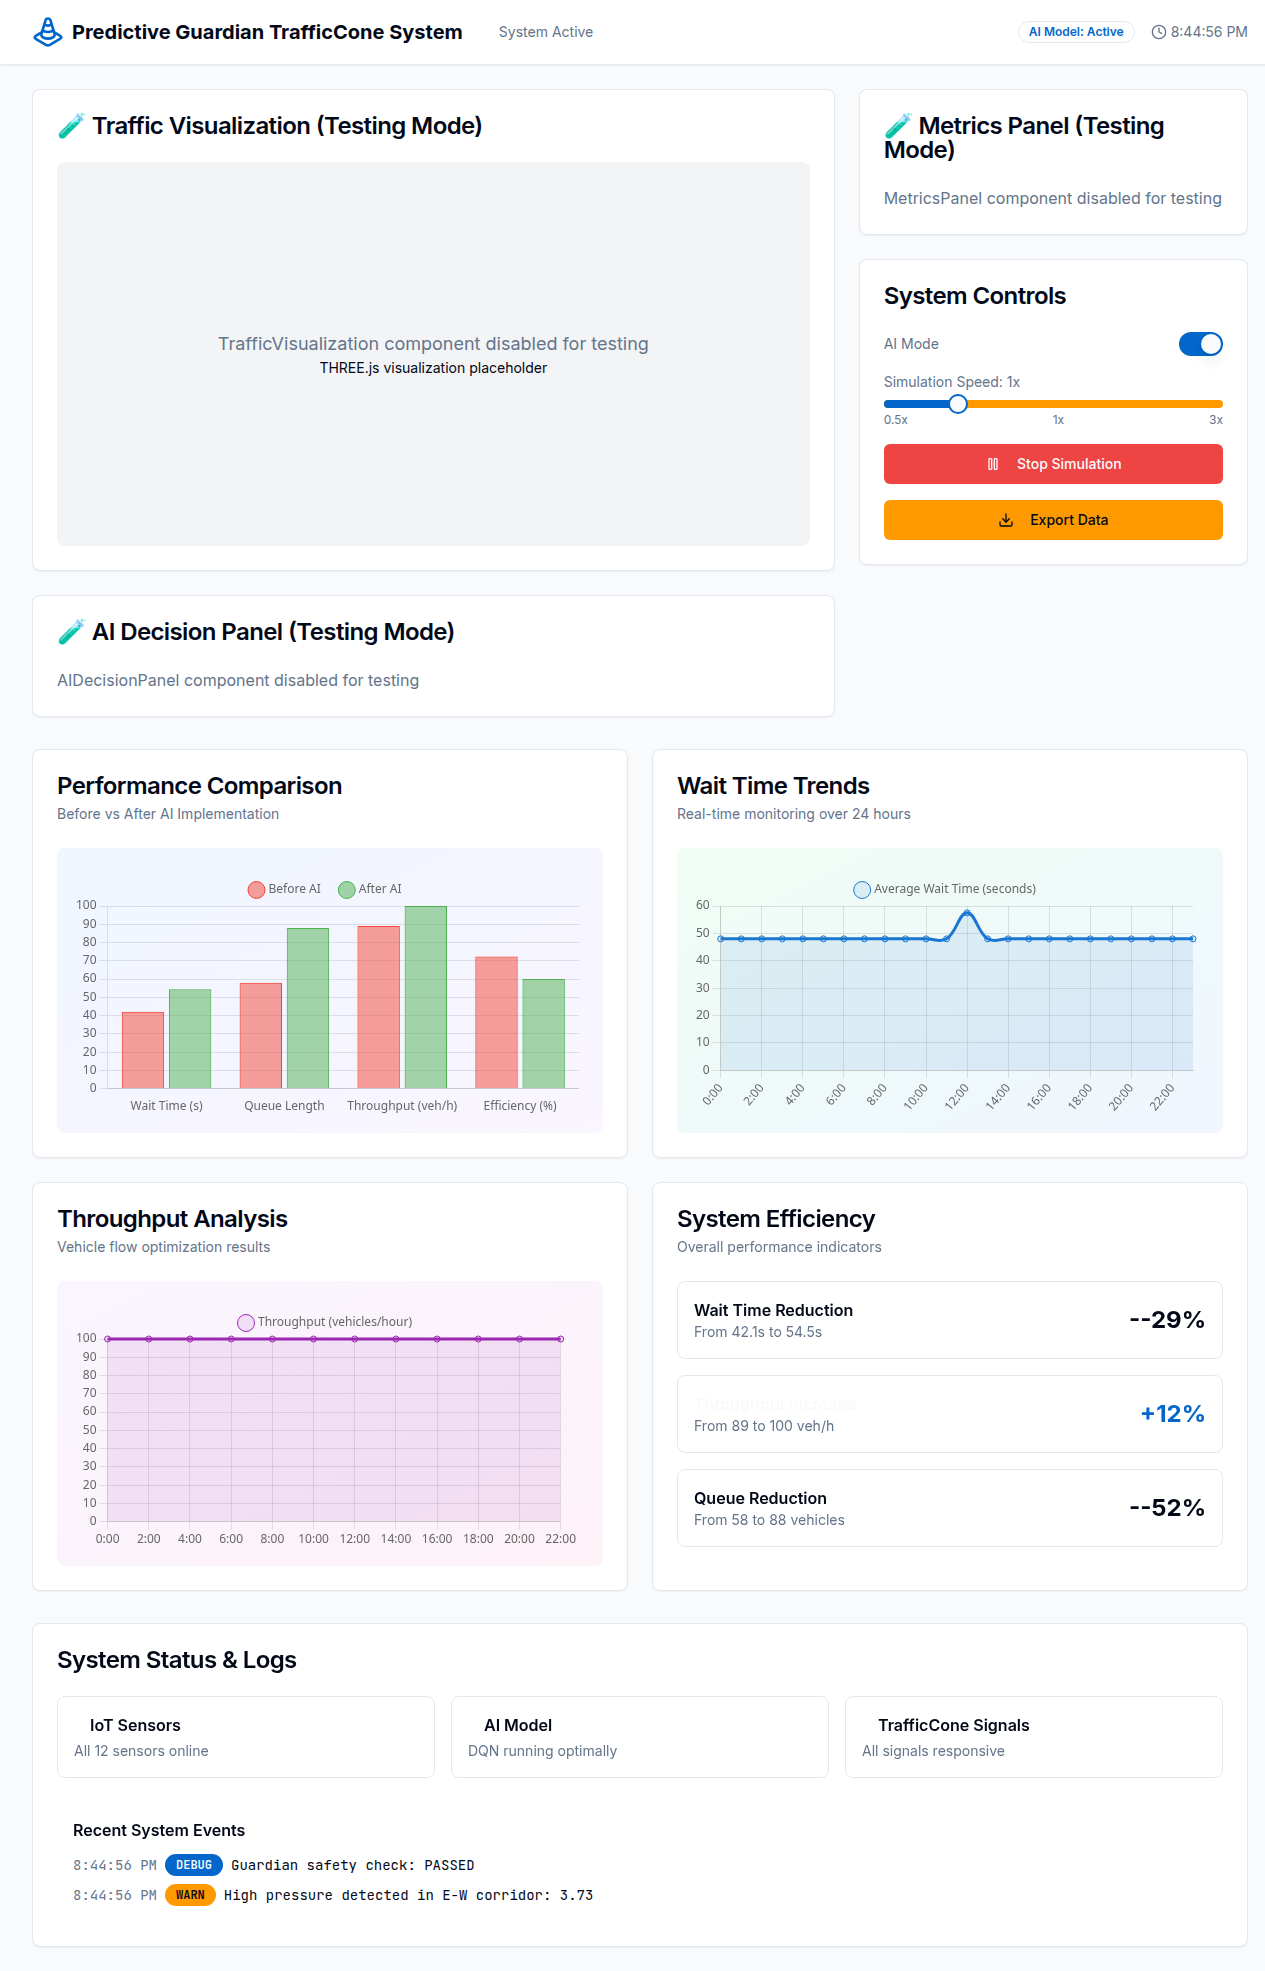 Predictive Guardian TrafficCone System
System Active
AI Model: Active
8:44:56 PM
🧪 Traffic Visualization (Testing Mode)
TrafficVisualization component disabled for testing
THREE.js visualization placeholder
🧪 Metrics Panel (Testing
Mode)
MetricsPanel component disabled for testing
System Controls
AI Mode
Simulation Speed: 1x
0.5x 1x 3x
Stop Simulation
Export Data
🧪 AI Decision Panel (Testing Mode)
AIDecisionPanel component disabled for testing
Performance Comparison
Before vs After AI Implementation
Before AI After AI
100
90
80
70
60
50
40
30
20
10
0
Wait Time (s) Queue Length Throughput (veh/h) Efficiency (%)
Wait Time Trends
Real-time monitoring over 24 hours
Average Wait Time (seconds)
60
50
40
30
20
10
0
0:00 2:00 4:00 6:00 8:00 10:00 12:00 14:00 16:00 18:00 20:00 22:00
Throughput Analysis
Vehicle flow optimization results
Throughput (vehicles/hour)
100
90
80
70
60
50
40
30
20
10
0
0:00 2:00 4:00 6:00 8:00 10:00 12:00 14:00 16:00 18:00 20:00 22:00
System Efficiency
Overall performance indicators
Wait Time Reduction
From 42.1s to 54.5s
--29%
Throughput Increase
From 89 to 100 veh/h
+12%
Queue Reduction
From 58 to 88 vehicles
--52%
System Status & Logs
IoT Sensors
All 12 sensors online
AI Model
DQN running optimally
TrafficCone Signals
All signals responsive
Recent System Events
8:44:56 PM DEBUG Guardian safety check: PASSED
8:44:56 PM WARN High pressure detected in E-W corridor: 3.73